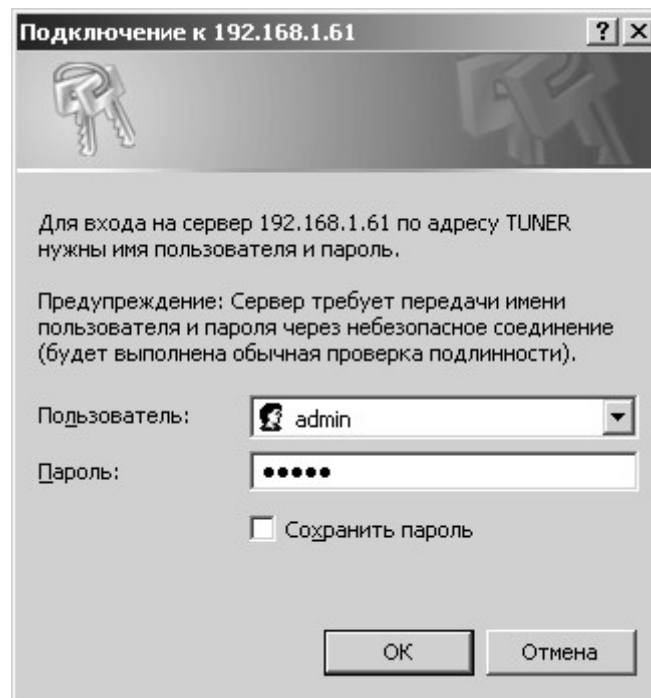 Подключение к 192.168.1.61
Для входа на сервер 192.168.1.61 по адресу TUNER
нужны имя пользователя и пароль.
Предупреждение: Сервер требует передачи имени
пользователя и пароля через небезопасное соединение
(будет выполнена обычная проверка подлинности).
Пользователь: admin
Пароль: •••••
Сохранить пароль
ОК Отмена